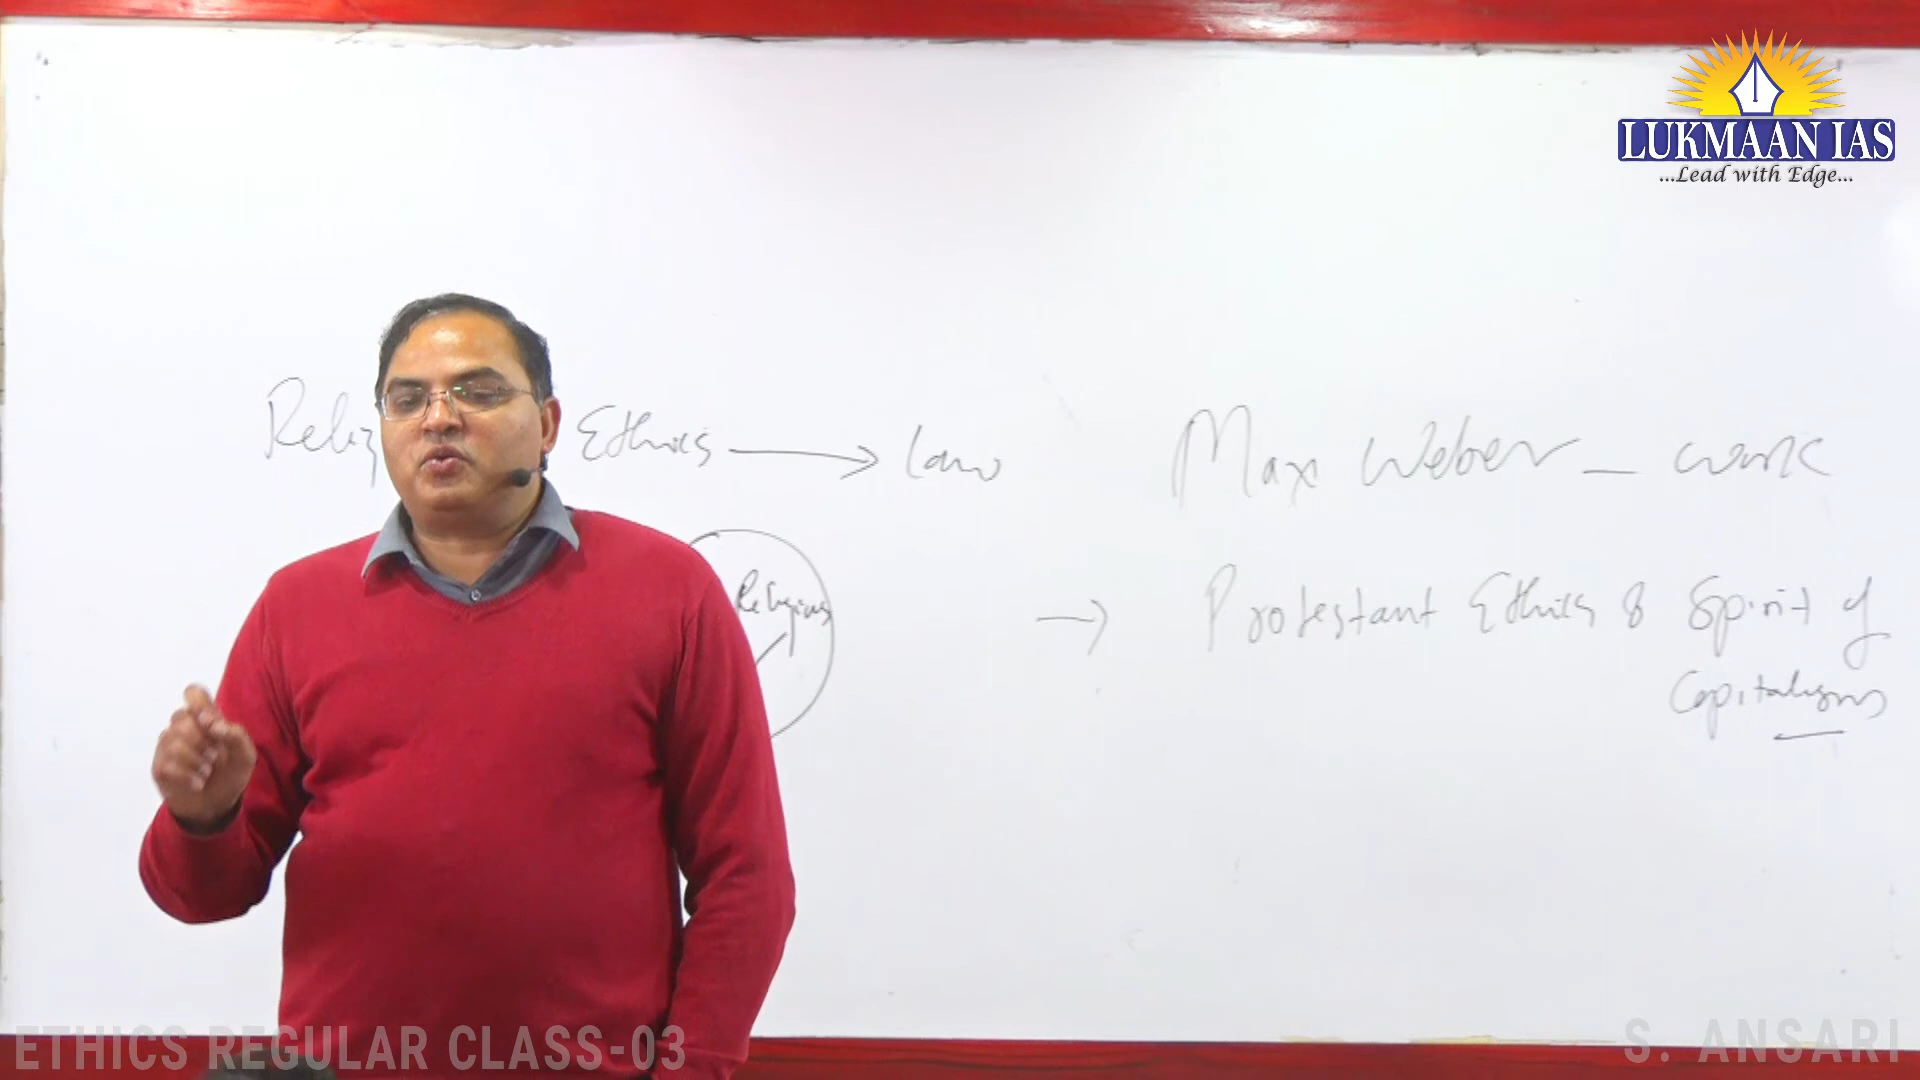 LUKMAAN IAS
...Lead with Edge...
Ethics → Law
Max Weber – work
Religious
→ Protestant Ethics & Spirit of
Capitalism
ETHICS REGULAR CLASS-03
S. ANSARI